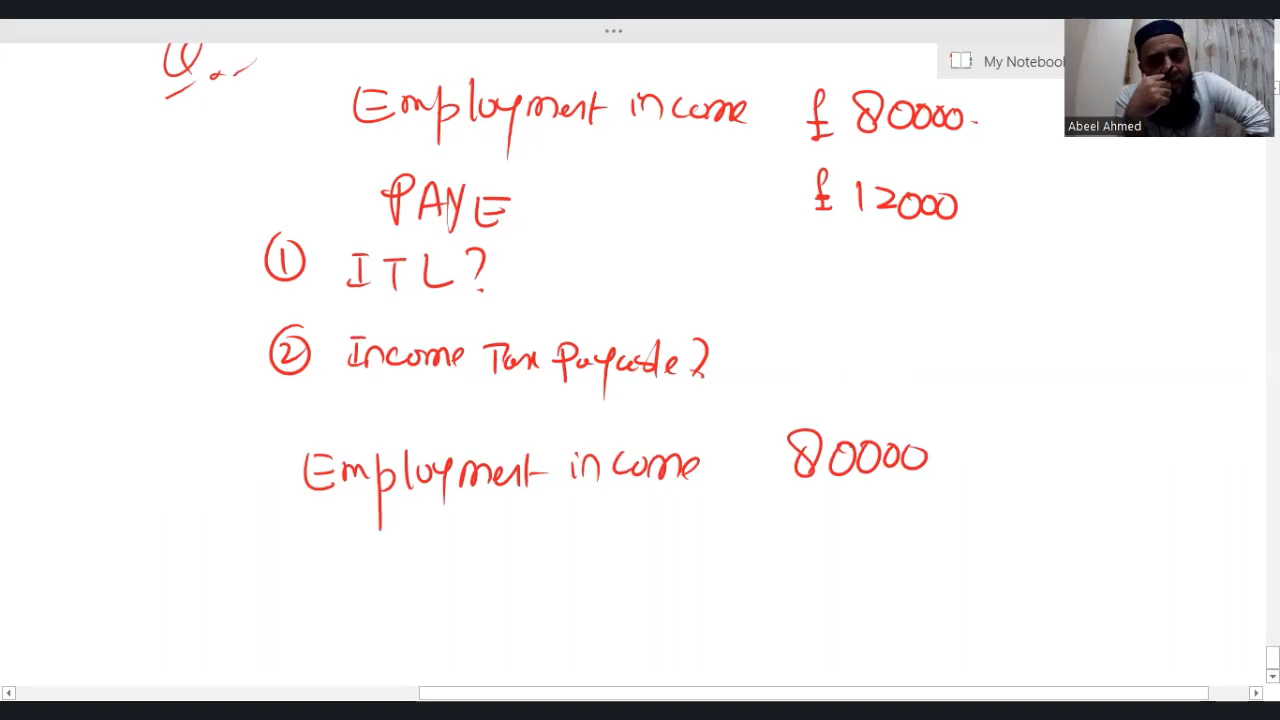 Q.
My Notebook
Abeel Ahmed
Employment income £ 80000.
PAYE £ 12000
① ITL?
② Income Tax Payable?
Employment income 80000